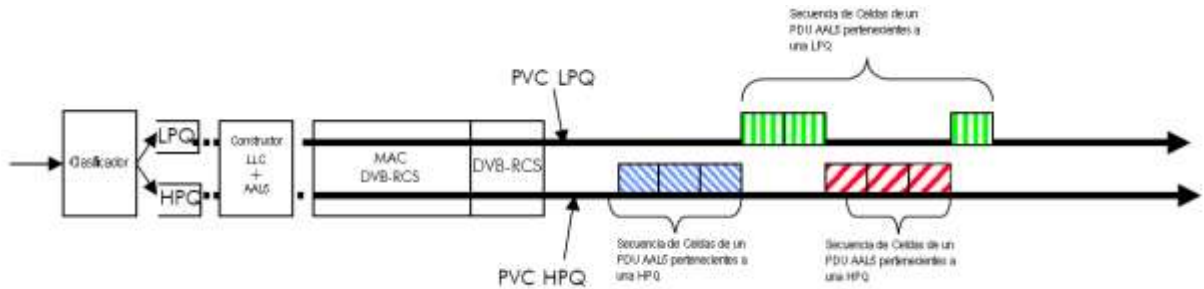 Secuencia de Celdas de un
PDU AAL5 pertenecientes a
una LPQ
PVC LPQ
Clasificador
LPQ
HPQ
Constructor
LLC
+
AAL5
MAC
DVB-RCS
DVB-RCS
PVC HPQ
Secuencia de Celdas de un
PDU AAL5 pertenecientes a
una HPQ
Secuencia de Celdas de un
PDU AAL5 pertenecientes a
una HPQ